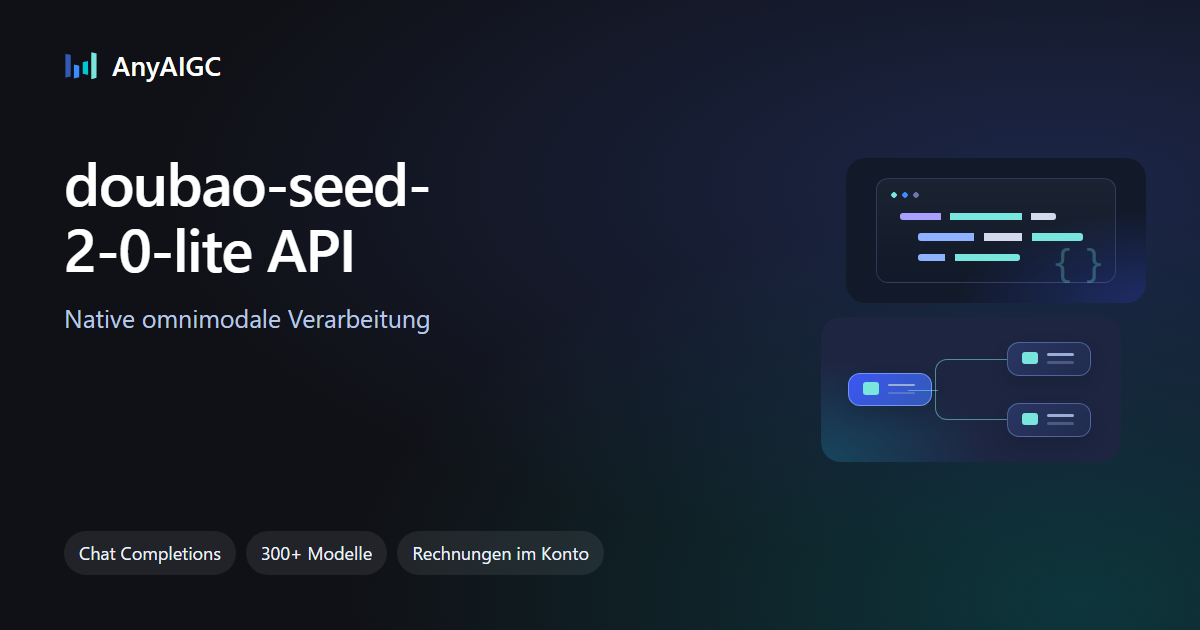 AnyAIGC
doubao-seed-
2-0-lite API
Native omnimodale Verarbeitung
{ }
Chat Completions
300+ Modelle
Rechnungen im Konto